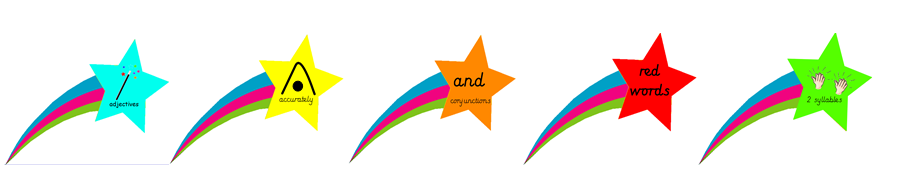 adjectives
accurately
and
conjunctions
red
words
2 syllables